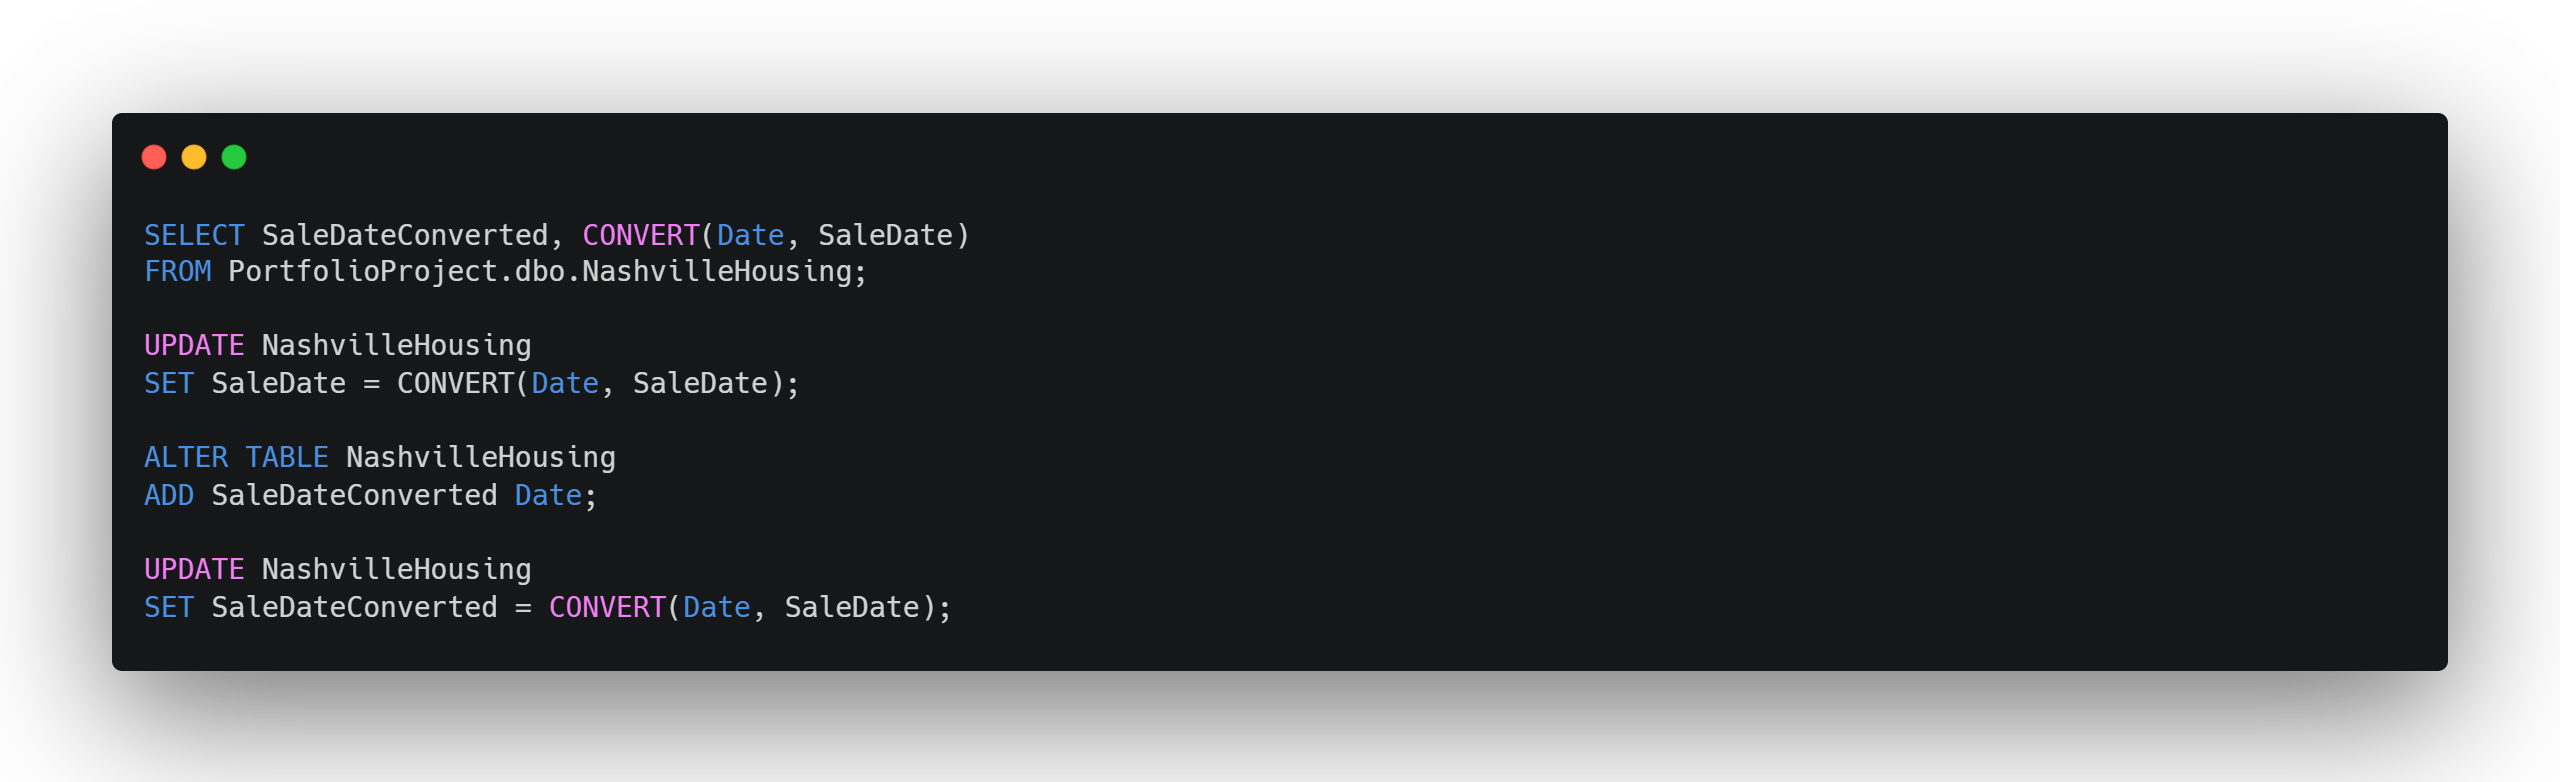 SELECT SaleDateConverted, CONVERT(Date, SaleDate)
FROM PortfolioProject.dbo.NashvilleHousing;
UPDATE NashvilleHousing
SET SaleDate = CONVERT(Date, SaleDate);
ALTER TABLE NashvilleHousing
ADD SaleDateConverted Date;
UPDATE NashvilleHousing
SET SaleDateConverted = CONVERT(Date, SaleDate);